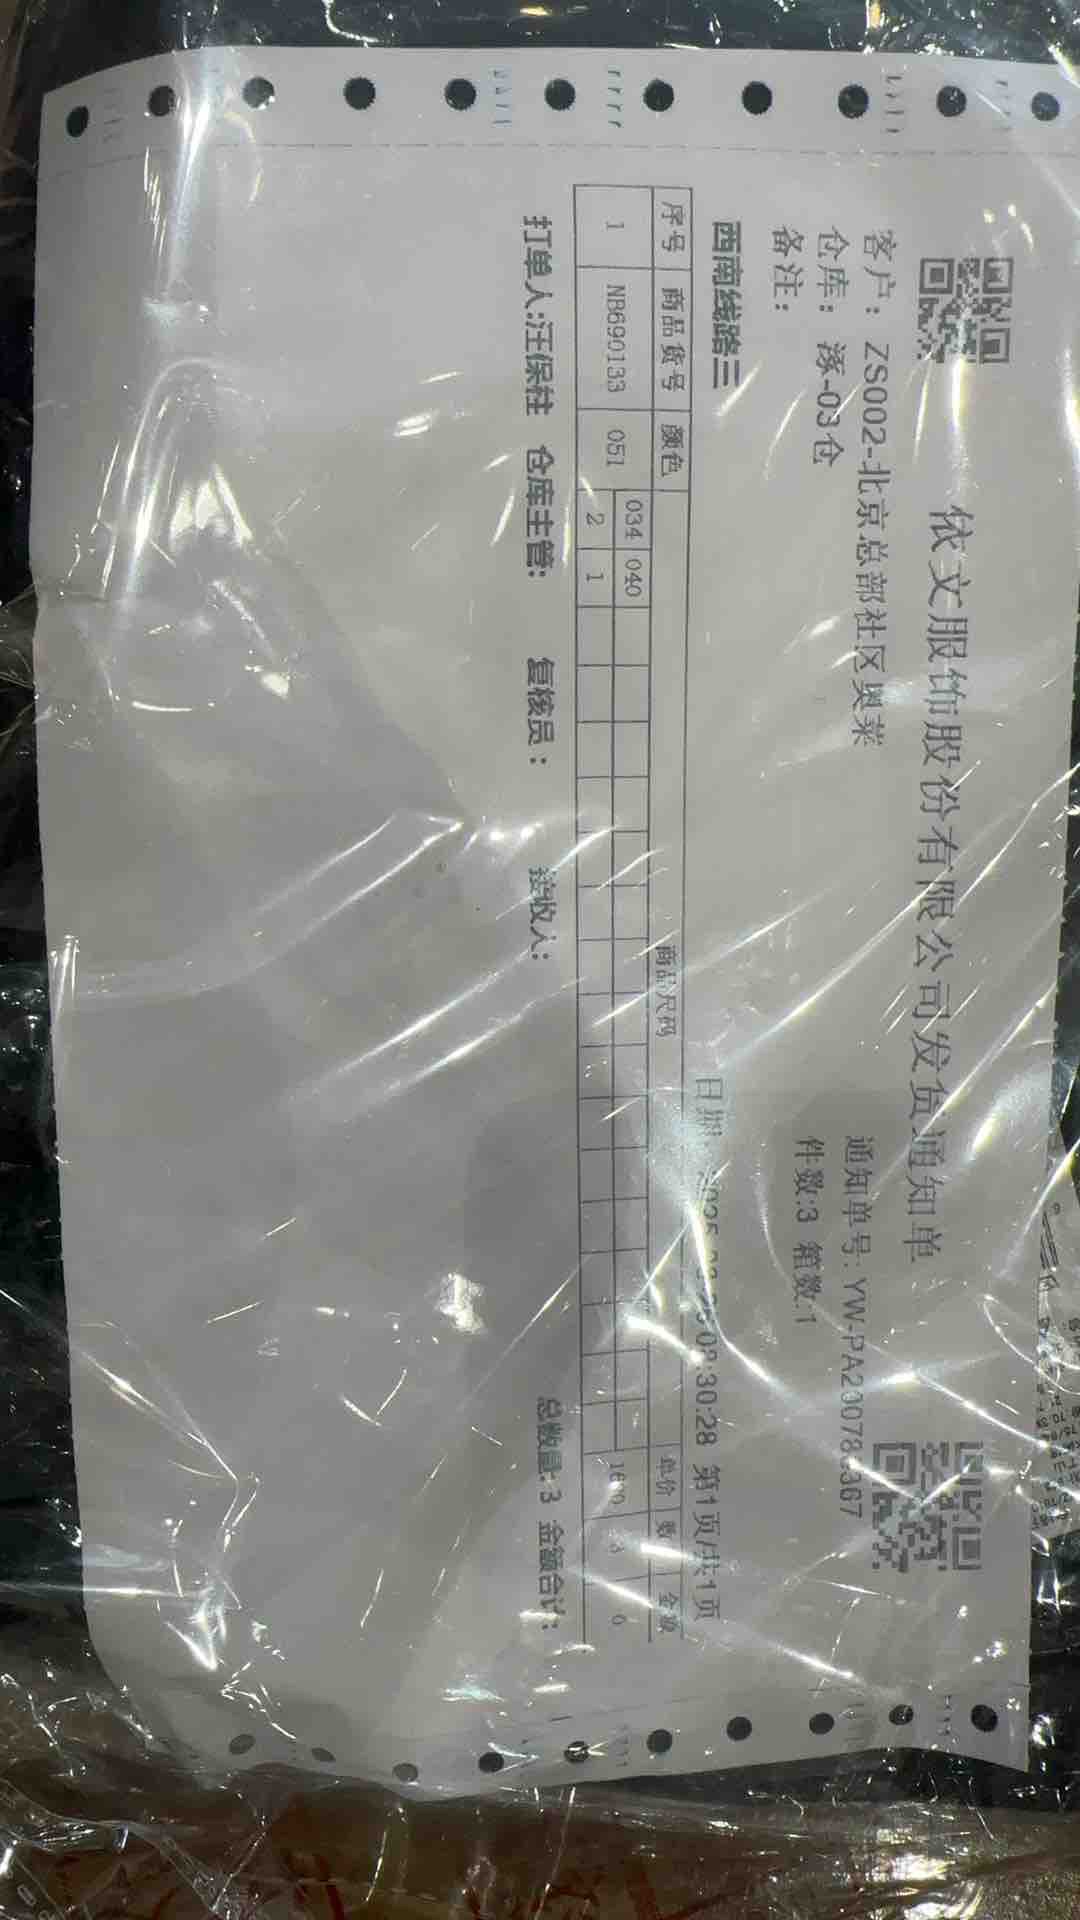 依文服饰股份有限公司发货通知单
客户： ZS002-北京总部社区奥莱
通知单号: YW-PA20078
仓库： 涿-03仓
件数:3 箱数:1
备注：
西南线路三
日期 08:30:28 第1页/共1页
序号 商品货号 颜色 商品尺码 单价 数 金额
034 040
1 NB690133 051 2 1 3 0
打单人:汪保柱 仓库主管: 复核员： 接收人: 总数量: 3 金额合计: